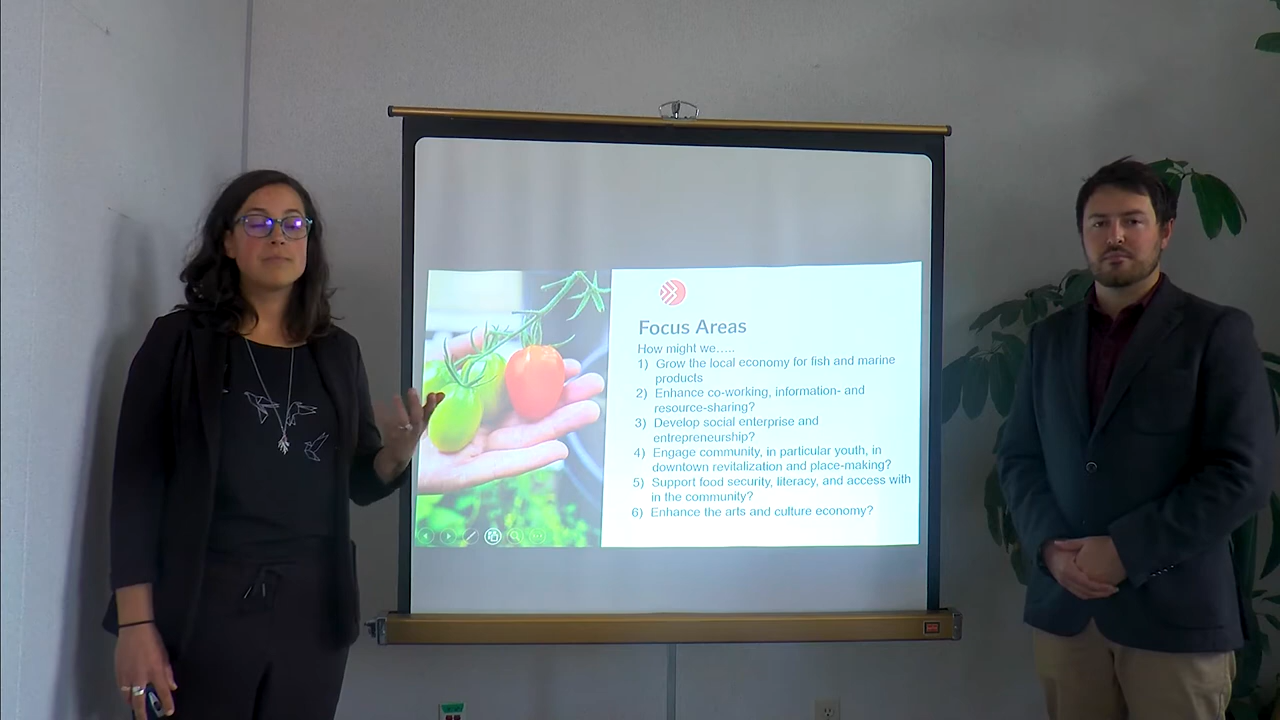 Focus Areas
How might we.....
1) Grow the local economy for fish and marine
products
2) Enhance co-working, information- and
resource-sharing?
3) Develop social enterprise and
entrepreneurship?
4) Engage community, in particular youth, in
downtown revitalization and place-making?
5) Support food security, literacy, and access with
in the community?
6) Enhance the arts and culture economy?